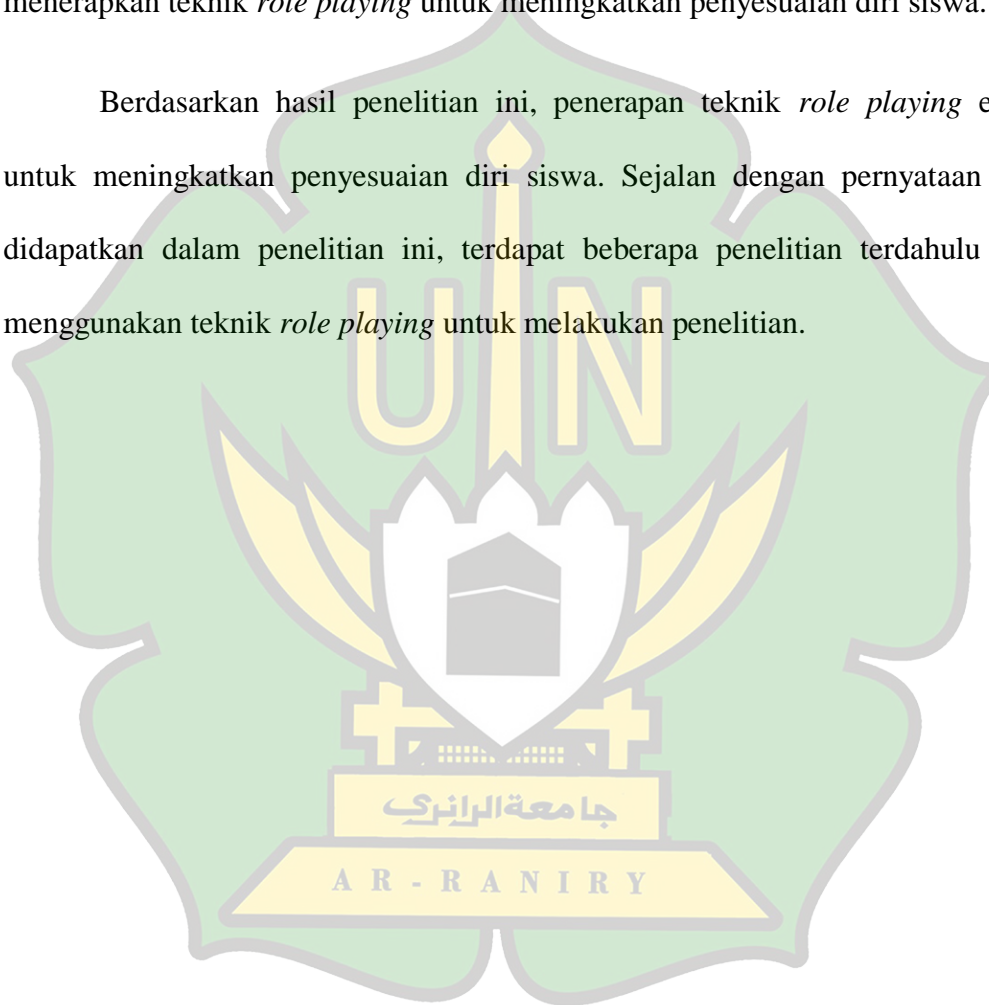 menerapkan teknik role playing untuk meningkatkan penyesuaian diri siswa.
Berdasarkan hasil penelitian ini, penerapan teknik role playing e
untuk meningkatkan penyesuaian diri siswa. Sejalan dengan pernyataan
didapatkan dalam penelitian ini, terdapat beberapa penelitian terdahulu
menggunakan teknik role playing untuk melakukan penelitian.
UIN
جامعة الرانري
AR-RANIRY